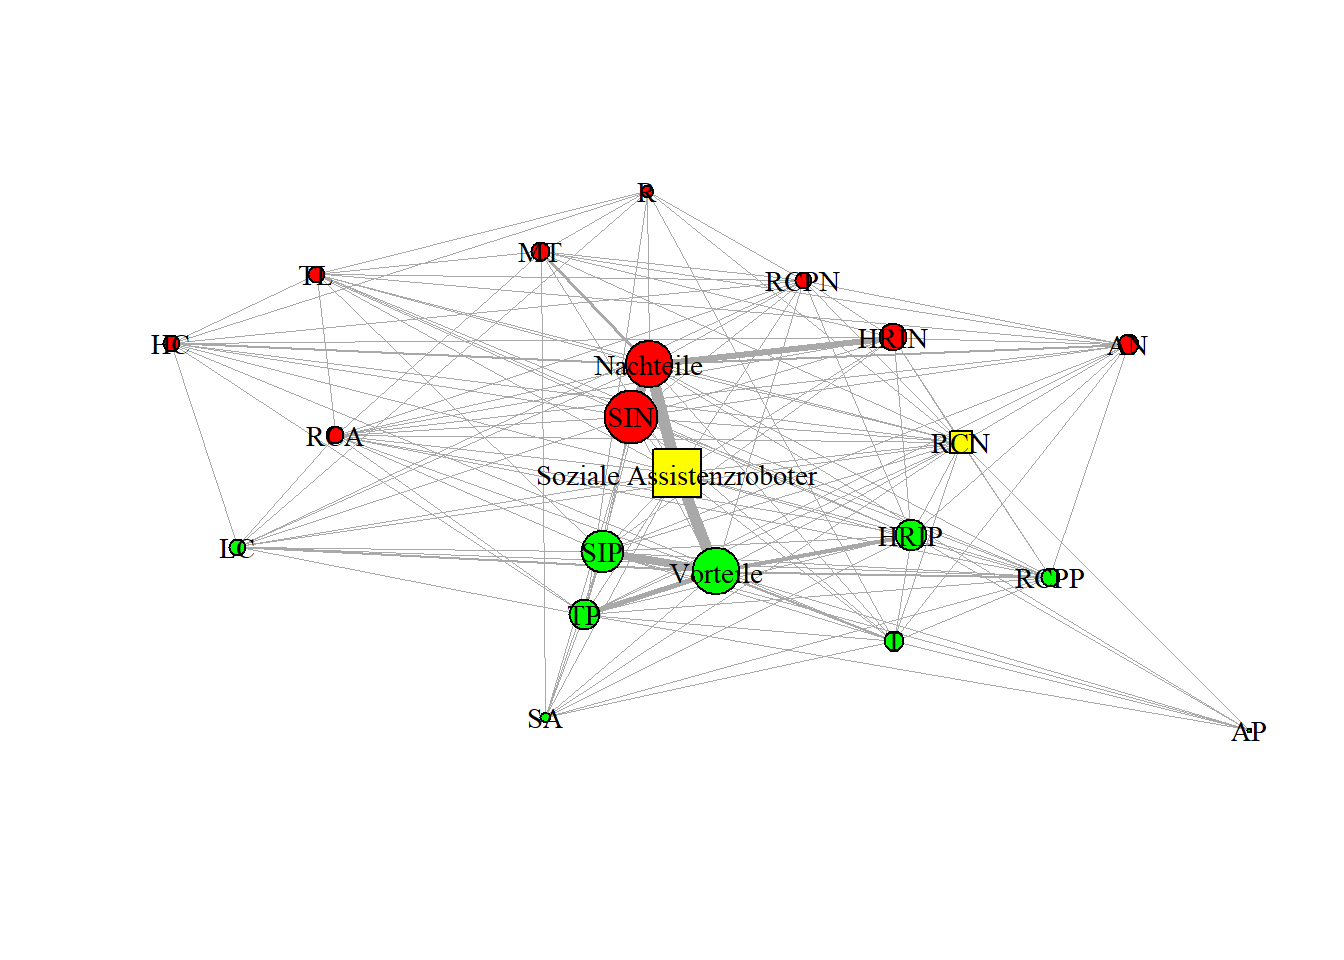 R
MT
TL
RCPN
HRIN
HC
AN
Nachteile
SIN
RCA
RCN
Soziale Assistenzroboter
HRIP
LC
SIP
Vorteile
RCPP
TP
T
SA
AP